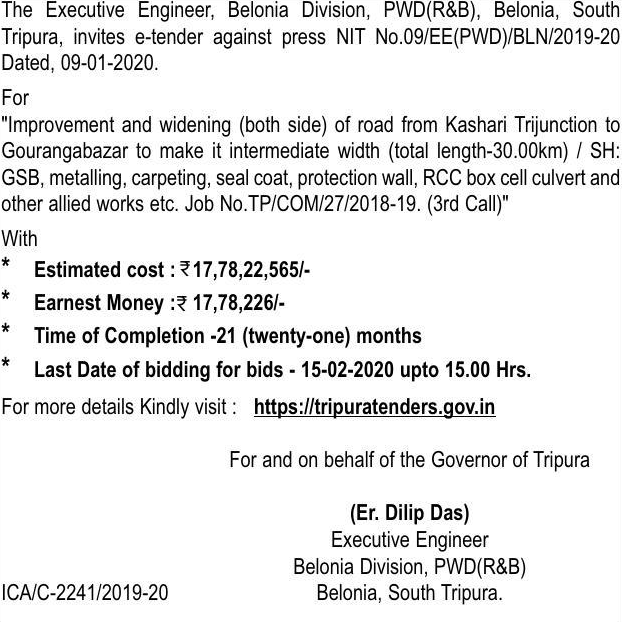 The Executive Engineer, Belonia Division, PWD(R&B), Belonia, South
Tripura, invites e-tender against press NIT No.09/EE(PWD)/BLN/2019-20
Dated, 09-01-2020.
For
"Improvement and widening (both side) of road from Kashari Trijunction to
Gourangabazar to make it intermediate width (total length-30.00km) / SH:
GSB, metalling, carpeting, seal coat, protection wall, RCC box cell culvert and
other allied works etc. Job No.TP/COM/27/2018-19. (3rd Call)"
With
* Estimated cost : ₹17,78,22,565/-
* Earnest Money :₹ 17,78,226/-
* Time of Completion -21 (twenty-one) months
* Last Date of bidding for bids - 15-02-2020 upto 15.00 Hrs.
For more details Kindly visit : https://tripuratenders.gov.in
For and on behalf of the Governor of Tripura
(Er. Dilip Das)
Executive Engineer
Belonia Division, PWD(R&B)
ICA/C-2241/2019-20 Belonia, South Tripura.